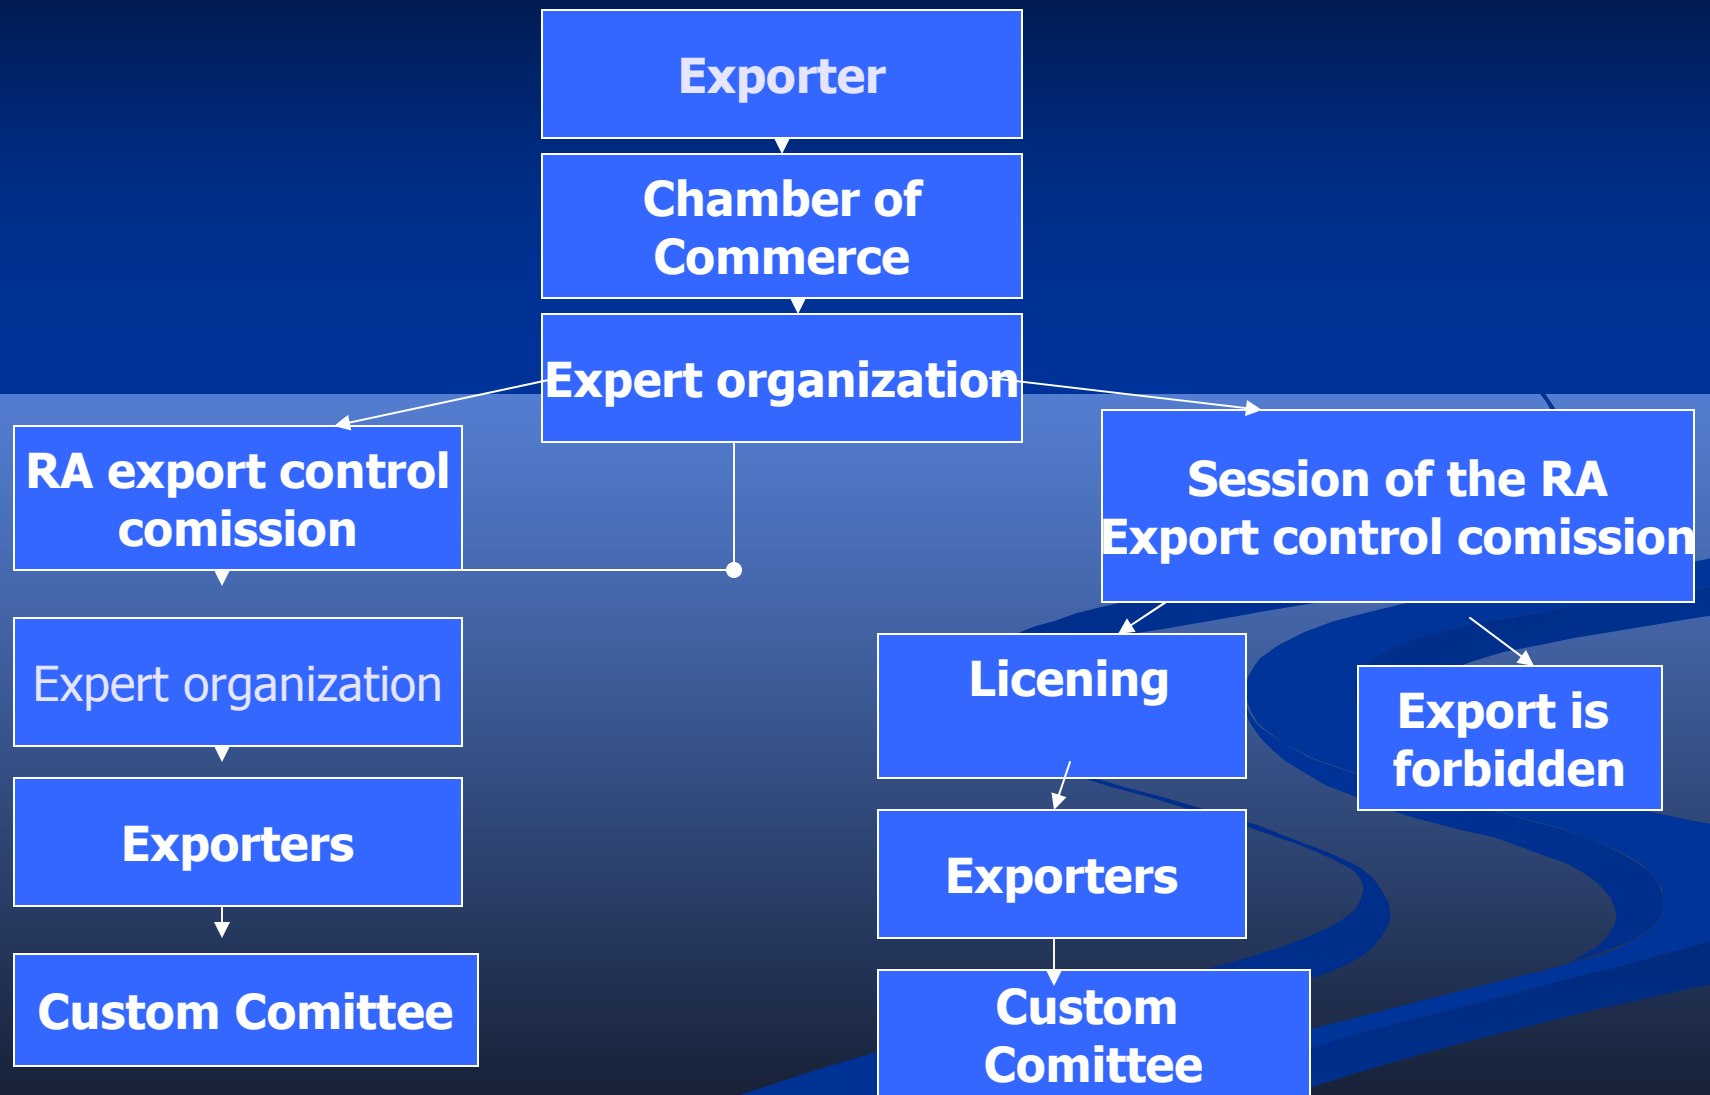 Exporter
Chamber of
Commerce
Expert organization
RA export control
comission
Session of the RA
Export control comission
Expert organization
Licening
Export is
forbidden
Exporters
Exporters
Custom Comittee
Custom
Comittee